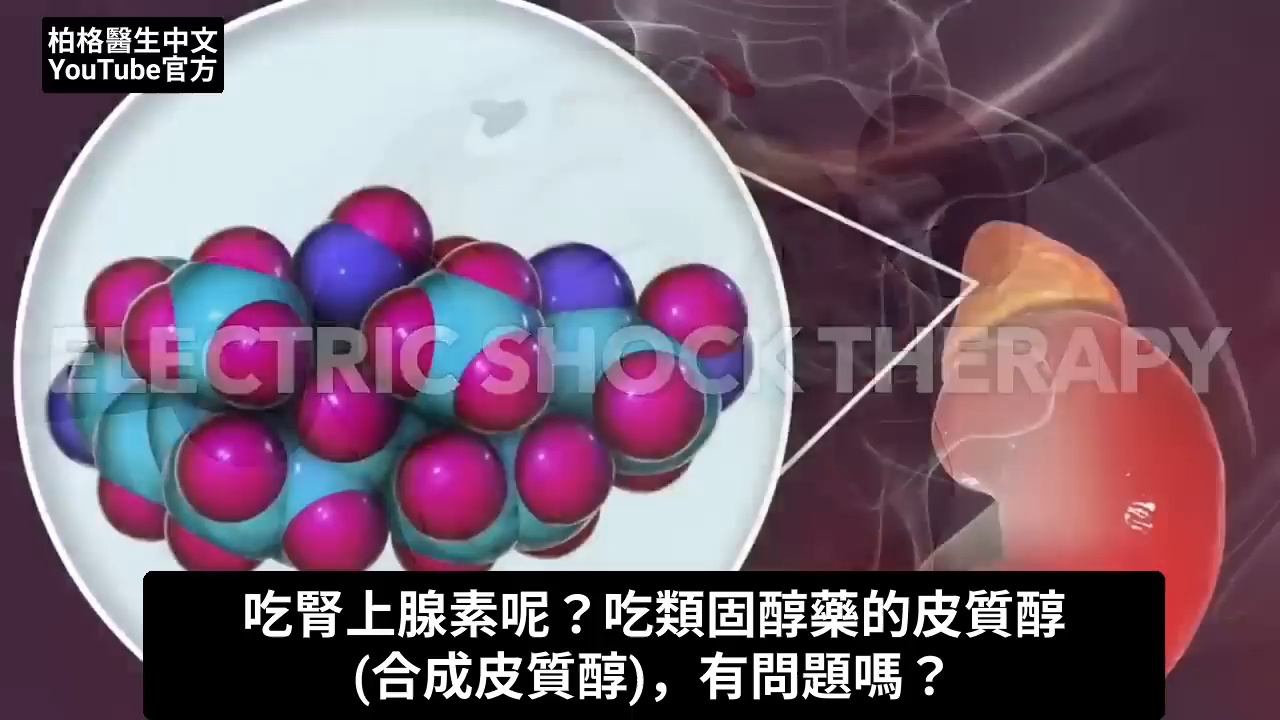 柏格醫生中文
YouTube官方
ELECTRIC SHOCK THERAPY
吃腎上腺素呢？吃類固醇藥的皮質醇
(合成皮質醇)，有問題嗎？